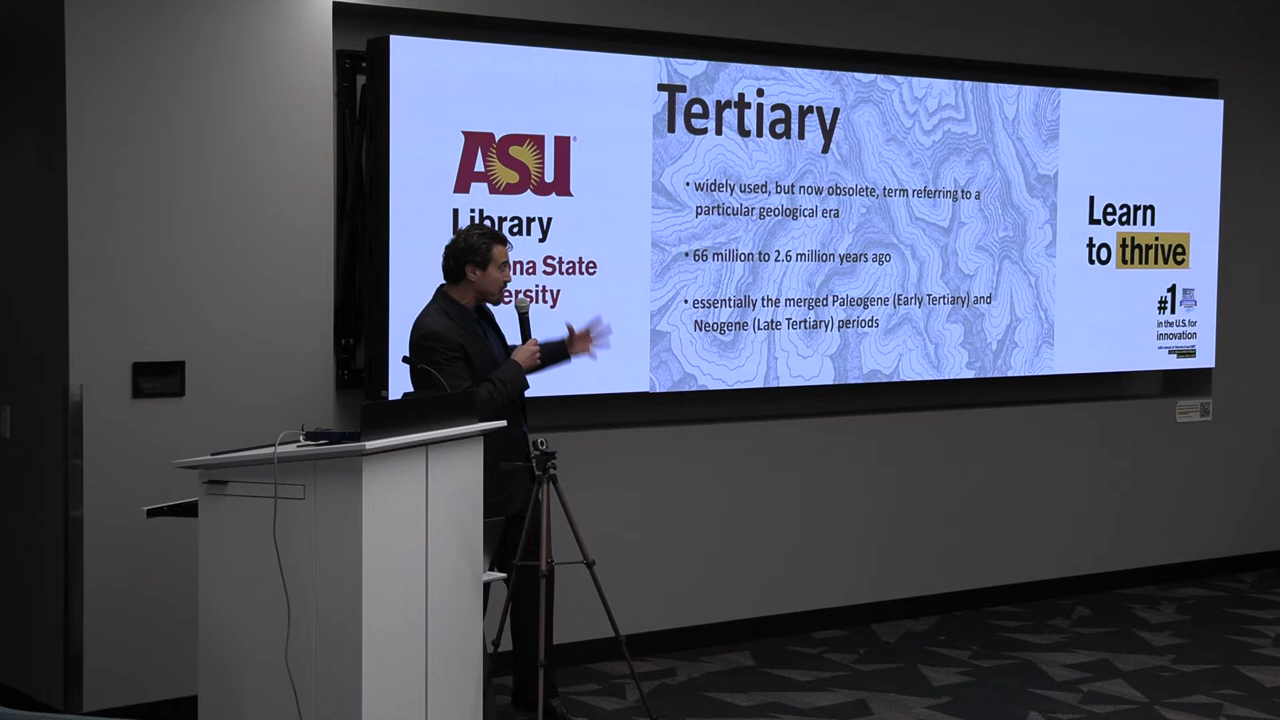 ASU
Library
ona State
ersity
Tertiary
• widely used, but now obsolete, term referring to a
particular geological era
• 66 million to 2.6 million years ago
• essentially the merged Paleogene (Early Tertiary) and
Neogene (Late Tertiary) periods
Learn
to thrive
#1
in the U.S. for
innovation